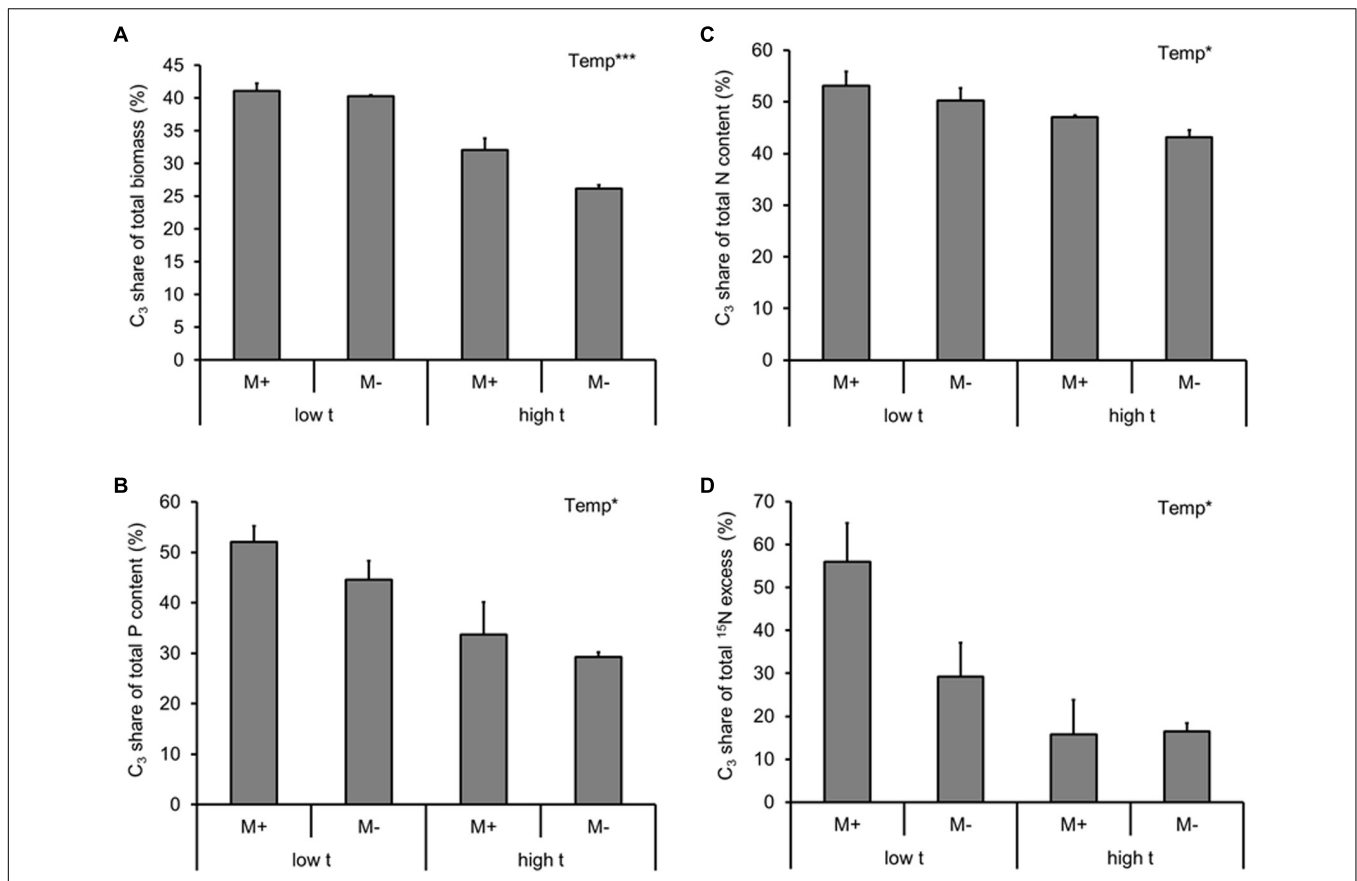 A
Temp***
C₃ share of total biomass (%)
45
40
35
30
25
20
15
10
5
0
M+ M- M+ M-
low t high t
C
Temp*
C₃ share of total N content (%)
60
50
40
30
20
10
0
M+ M- M+ M-
low t high t
B
Temp*
C₃ share of total P content (%)
60
50
40
30
20
10
0
M+ M- M+ M-
low t high t
D
Temp*
C₃ share of total ¹⁵N excess (%)
70
60
50
40
30
20
10
0
M+ M- M+ M-
low t high t